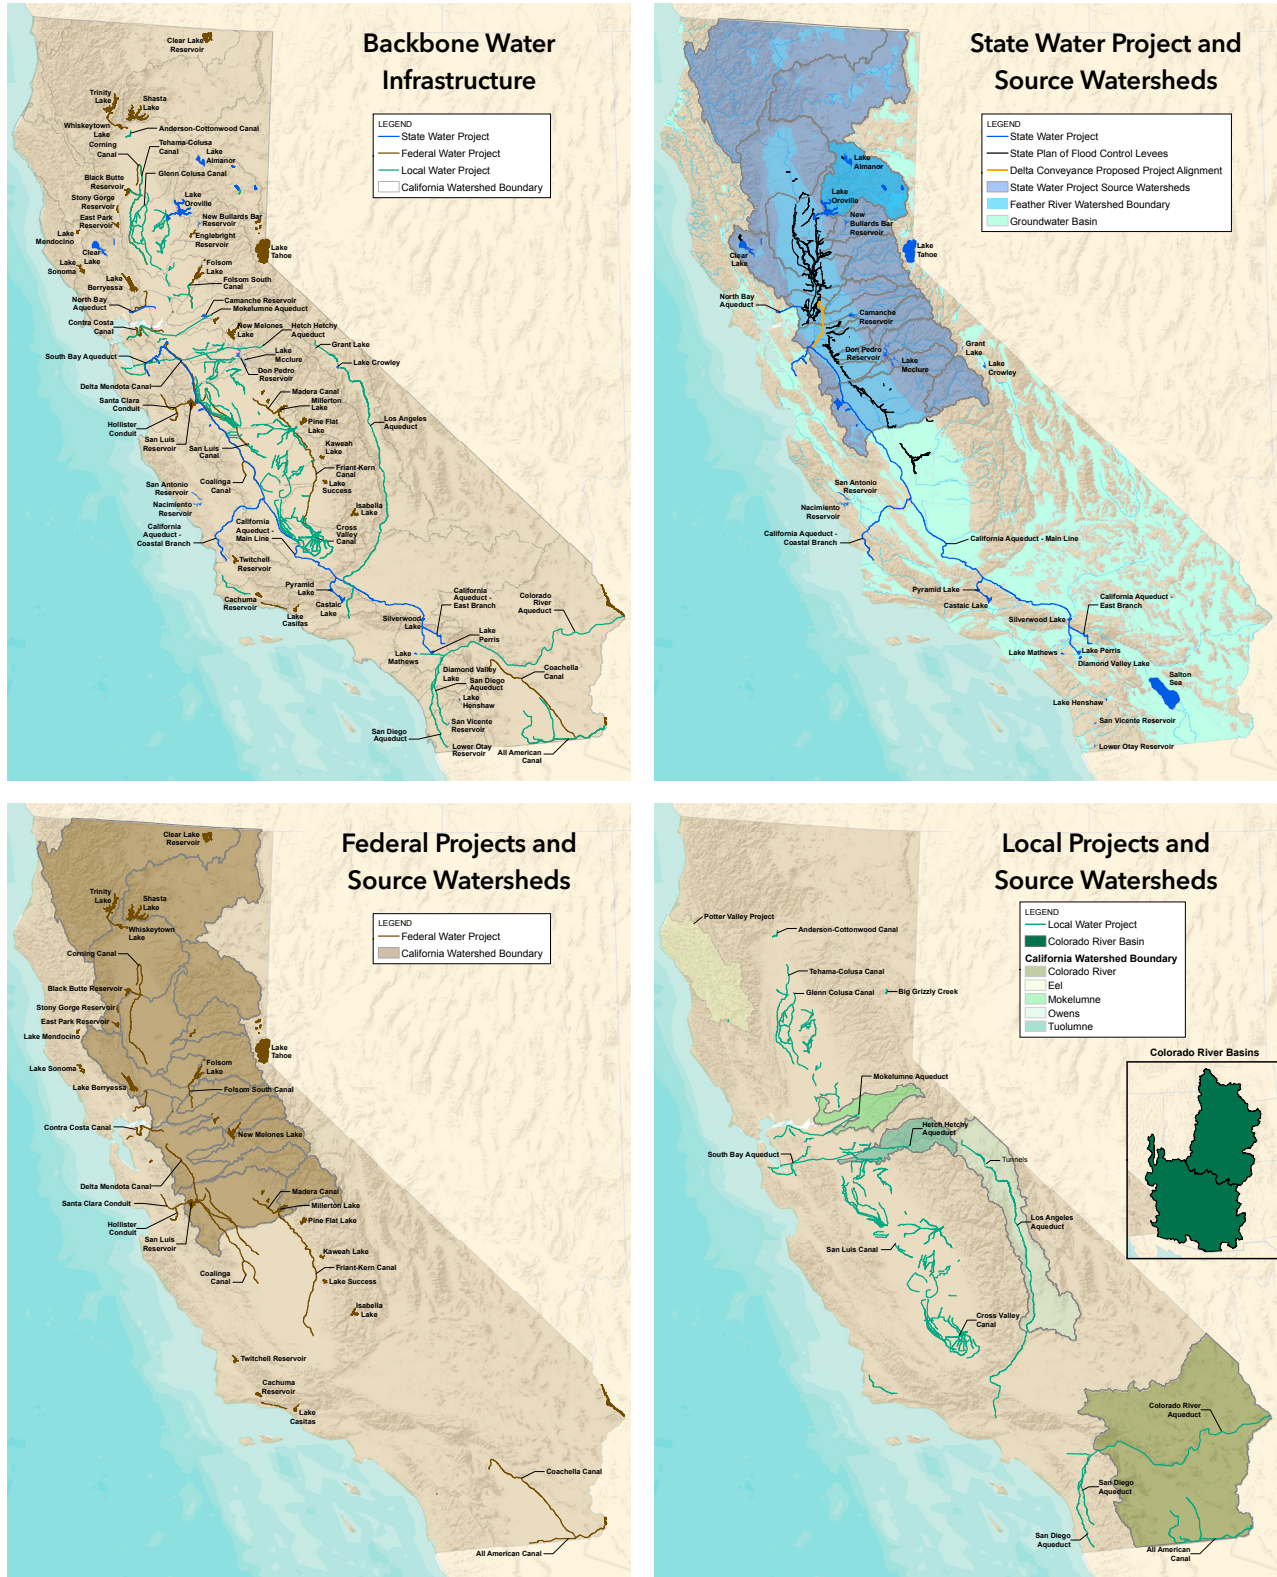 Backbone Water
Infrastructure
LEGEND
State Water Project
Federal Water Project
Local Water Project
California Watershed Boundary
Clear Lake
Reservoir
Trinity
Lake
Shasta
Lake
Whiskeytown
Lake
Anderson-Cottonwood Canal
Corning
Canal
Tehama-Colusa
Canal
Lake
Almanor
Glenn Colusa Canal
Black Butte
Reservoir
Stony Gorge
Reservoir
Lake
Oroville
East Park
Reservoir
New Bullards Bar
Reservoir
Lake
Mendocino
Englebright
Reservoir
Clear
Lake
Lake
Tahoe
Lake
Sonoma
Folsom
Lake
Lake
Berryessa
Folsom South
Canal
North Bay
Aqueduct
Camanche Reservoir
Mokelumne Aqueduct
Contra Costa
Canal
New Melones
Lake
Hetch Hetchy
Aqueduct
Grant Lake
South Bay Aqueduct
Lake
Mcclure
Lake Crowley
Don Pedro
Reservoir
Delta Mendota Canal
Madera Canal
Santa Clara
Conduit
Millerton
Lake
Hollister
Conduit
Pine Flat
Lake
Los Angeles
Aqueduct
San Luis
Reservoir
San Luis
Canal
Kaweah
Lake
Friant-Kern
Canal
Coalinga
Canal
Lake
Success
San Antonio
Reservoir
Nacimiento
Reservoir
Isabella
Lake
California
Aqueduct -
Coastal Branch
California
Aqueduct -
Main Line
Cross
Valley
Canal
Twitchell
Reservoir
Pyramid
Lake
Cachuma
Reservoir
Castaic
Lake
Lake
Casitas
California
Aqueduct -
East Branch
Colorado
River
Aqueduct
Silverwood
Lake
Lake
Perris
Lake
Mathews
Diamond Valley
Lake
Coachella
Canal
San Diego
Aqueduct
Lake
Henshaw
San Vicente
Reservoir
San Diego
Aqueduct
Lower Otay
Reservoir
All American
Canal
State Water Project and
Source Watersheds
LEGEND
State Water Project
State Plan of Flood Control Levees
Delta Conveyance Proposed Project Alignment
State Water Project Source Watersheds
Feather River Watershed Boundary
Groundwater Basin
Lake
Almanor
Lake
Oroville
New
Bullards Bar
Reservoir
Clear
Lake
Lake
Tahoe
North Bay
Aqueduct
Camanche
Reservoir
Don Pedro
Reservoir
Lake
Mcclure
Grant
Lake
Lake
Crowley
San Antonio
Reservoir
Nacimiento
Reservoir
California Aqueduct -
Coastal Branch
California Aqueduct - Main Line
Pyramid Lake
Castaic Lake
California Aqueduct -
East Branch
Silverwood Lake
Lake Mathews
Lake Perris
Diamond Valley Lake
Salton
Sea
Lake Henshaw
San Vicente Reservoir
Lower Otay Reservoir
Federal Projects and
Source Watersheds
LEGEND
Federal Water Project
California Watershed Boundary
Clear Lake
Reservoir
Trinity
Lake
Shasta
Lake
Whiskeytown
Lake
Corning Canal
Black Butte Reservoir
Stony Gorge Reservoir
East Park Reservoir
Lake Mendocino
Lake
Tahoe
Lake Sonoma
Folsom
Lake
Lake Berryessa
Folsom South Canal
Contra Costa Canal
New Melones Lake
Delta Mendota Canal
Madera Canal
Santa Clara Conduit
Millerton Lake
Hollister
Conduit
Pine Flat Lake
San Luis
Reservoir
Kaweah Lake
Coalinga
Canal
Friant-Kern Canal
Lake Success
Isabella
Lake
Twitchell Reservoir
Cachuma
Reservoir
Lake
Casitas
Coachella Canal
All American Canal
Local Projects and
Source Watersheds
LEGEND
Local Water Project
Colorado River Basin
California Watershed Boundary
Colorado River
Eel
Mokelumne
Owens
Tuolumne
Colorado River Basins
Potter Valley Project
Anderson-Cottonwood Canal
Tehama-Colusa Canal
Glenn Colusa Canal
Big Grizzly Creek
Mokelumne Aqueduct
Hetch Hetchy
Aqueduct
South Bay Aqueduct
Tunnels
Los Angeles
Aqueduct
San Luis Canal
Cross Valley
Canal
Colorado River
Aqueduct
San Diego
Aqueduct
San Diego
Aqueduct
All American
Canal